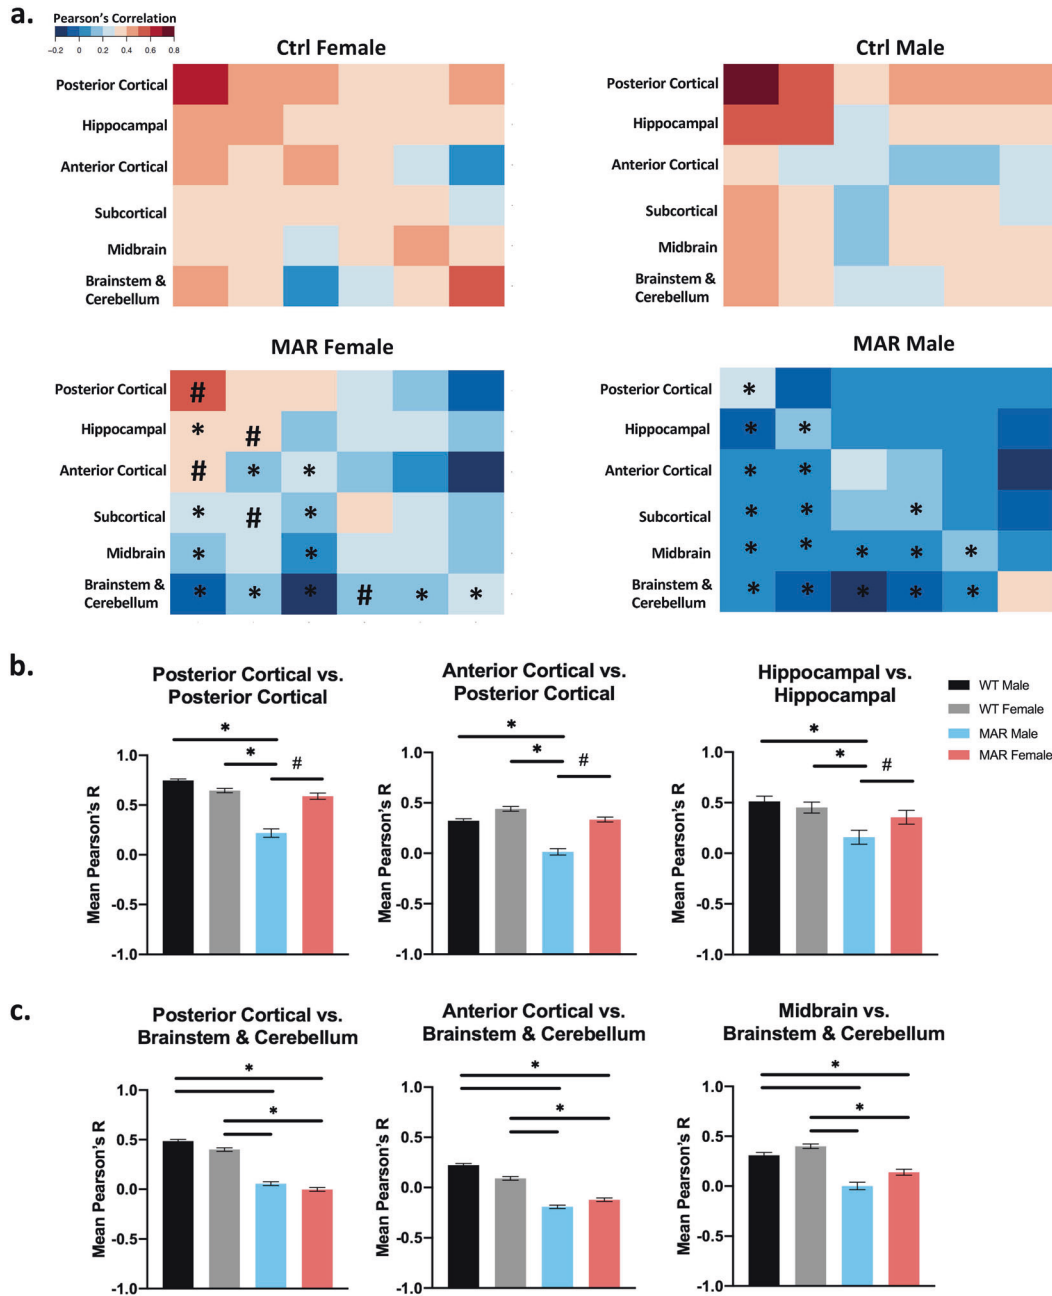 a.
Pearson's Correlation
−0.2 0 0.2 0.4 0.6 0.8
Ctrl Female
Posterior Cortical
Hippocampal
Anterior Cortical
Subcortical
Midbrain
Brainstem &
Cerebellum
Ctrl Male
Posterior Cortical
Hippocampal
Anterior Cortical
Subcortical
Midbrain
Brainstem &
Cerebellum
MAR Female
Posterior Cortical #
Hippocampal * #
Anterior Cortical # * *
Subcortical * # *
Midbrain * *
Brainstem &
Cerebellum * * * # * *
MAR Male
Posterior Cortical *
Hippocampal * *
Anterior Cortical * *
Subcortical * * *
Midbrain * * * * *
Brainstem &
Cerebellum * * * * *
b.
Posterior Cortical vs.
Posterior Cortical
* * #
Mean Pearson's R
1.0
0.5
0.0
-0.5
-1.0
Anterior Cortical vs.
Posterior Cortical
* * #
Mean Pearson's R
1.0
0.5
0.0
-0.5
-1.0
Hippocampal vs.
Hippocampal
* * #
Mean Pearson's R
1.0
0.5
0.0
-0.5
-1.0
WT Male
WT Female
MAR Male
MAR Female
c.
Posterior Cortical vs.
Brainstem & Cerebellum
* *
Mean Pearson's R
1.0
0.5
0.0
-0.5
-1.0
Anterior Cortical vs.
Brainstem & Cerebellum
* *
Mean Pearson's R
1.0
0.5
0.0
-0.5
-1.0
Midbrain vs.
Brainstem & Cerebellum
* *
Mean Pearson's R
1.0
0.5
0.0
-0.5
-1.0